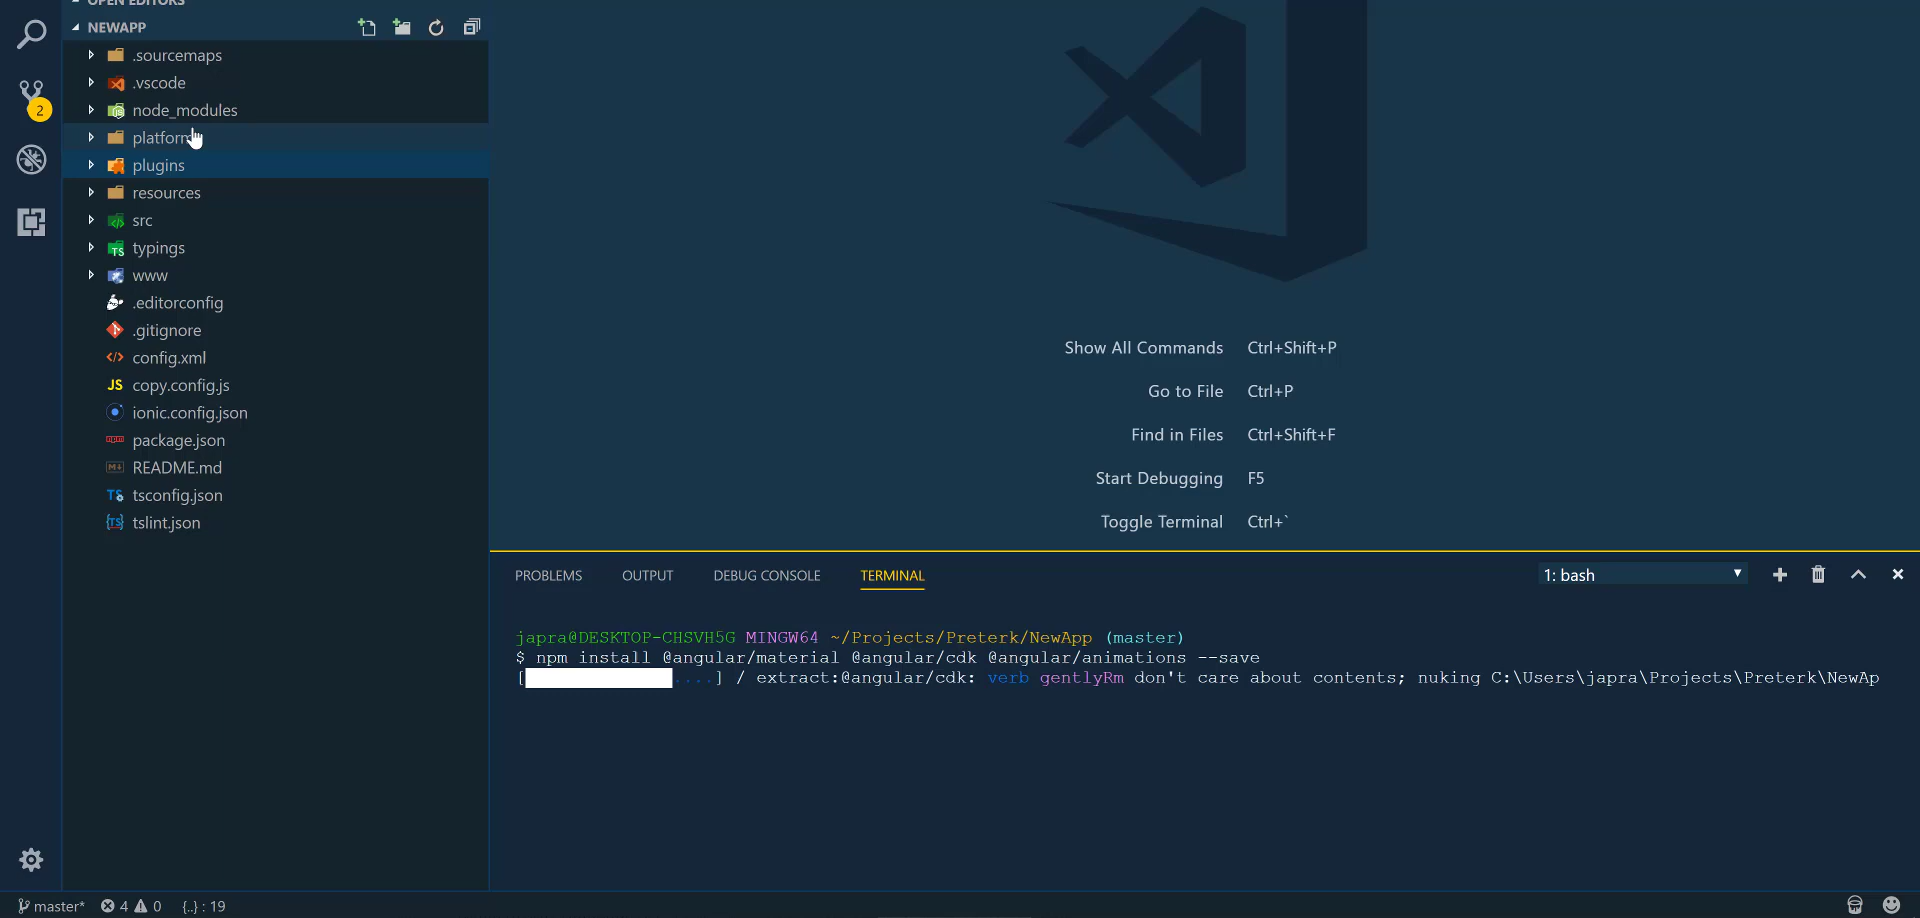 OPEN EDITORS
NEWAPP
.sourcemaps
.vscode
2
node_modules
platform
plugins
resources
src
typings
www
.editorconfig
.gitignore
config.xml
copy.config.js
ionic.config.json
package.json
README.md
tsconfig.json
tslint.json
Show All Commands Ctrl+Shift+P
Go to File Ctrl+P
Find in Files Ctrl+Shift+F
Start Debugging F5
Toggle Terminal Ctrl+`
PROBLEMS OUTPUT DEBUG CONSOLE TERMINAL 1: bash
japra@DESKTOP-CHSVH5G MINGW64 ~/Projects/Preterk/NewApp (master)
$ npm install @angular/material @angular/cdk @angular/animations --save
[ ....] / extract:@angular/cdk: verb gentlyRm don't care about contents; nuking C:\Users\japra\Projects\Preterk\NewAp
master* 4 0 {..} : 19